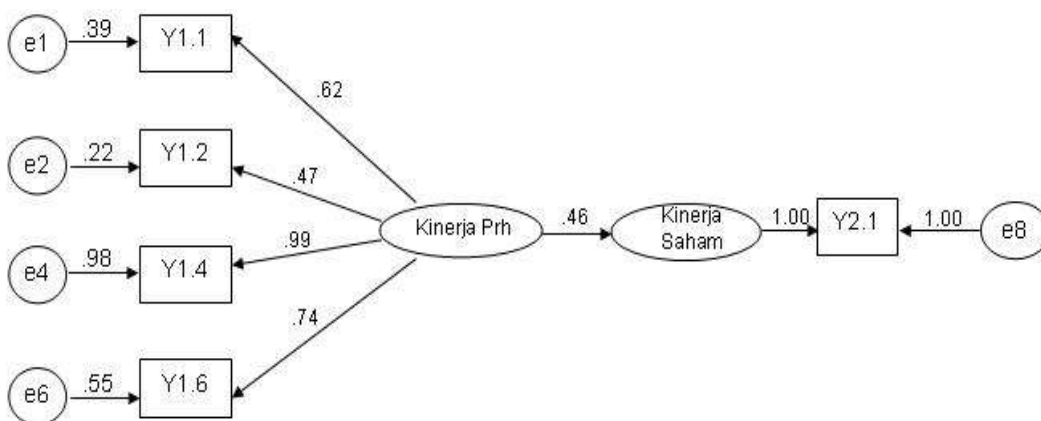 e1
.39
Y1.1
.62
e2
.22
Y1.2
.47
Kinerja Prh
.46
Kinerja
Saham
1.00
Y2.1
1.00
e8
e4
.98
Y1.4
.99
.74
e6
.55
Y1.6